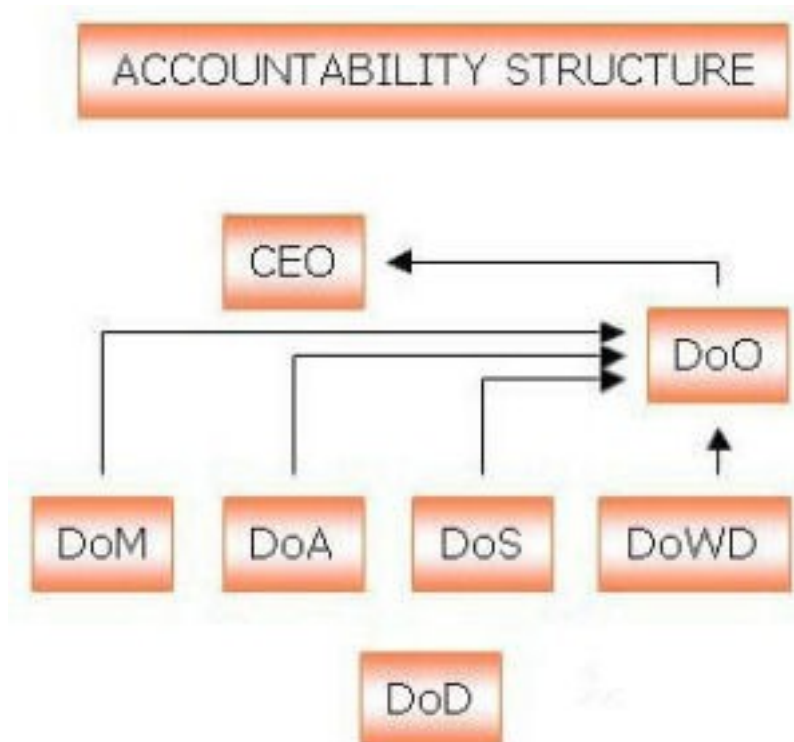 ACCOUNTABILITY STRUCTURE
CEO
DoO
DoM DoA DoS DoWD
DoD